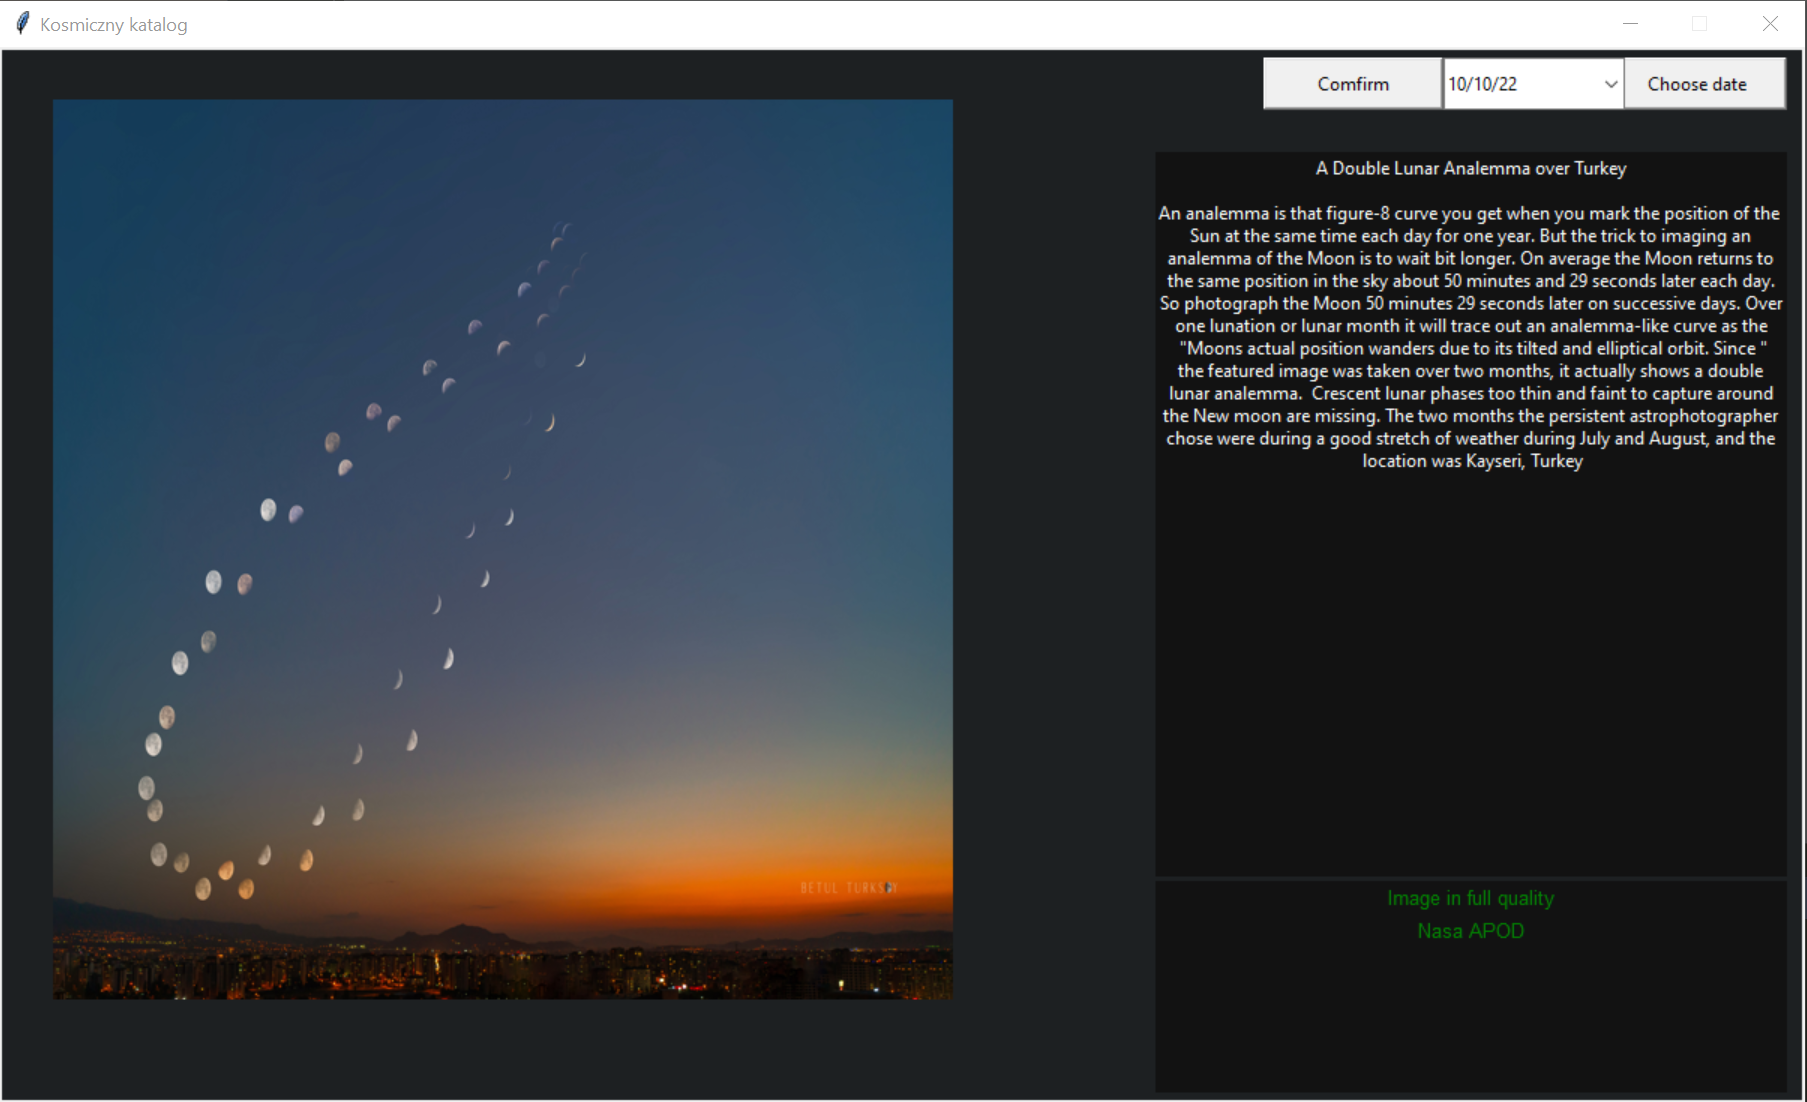 Kosmiczny katalog
Comfirm
10/10/22
Choose date
A Double Lunar Analemma over Turkey
An analemma is that figure-8 curve you get when you mark the position of the
Sun at the same time each day for one year. But the trick to imaging an
analemma of the Moon is to wait bit longer. On average the Moon returns to
the same position in the sky about 50 minutes and 29 seconds later each day.
So photograph the Moon 50 minutes 29 seconds later on successive days. Over
one lunation or lunar month it will trace out an analemma-like curve as the
"Moons actual position wanders due to its tilted and elliptical orbit. Since "
the featured image was taken over two months, it actually shows a double
lunar analemma.  Crescent lunar phases too thin and faint to capture around
the New moon are missing. The two months the persistent astrophotographer
chose were during a good stretch of weather during July and August, and the
location was Kayseri, Turkey
BETUL TURKSOY
Image in full quality
Nasa APOD